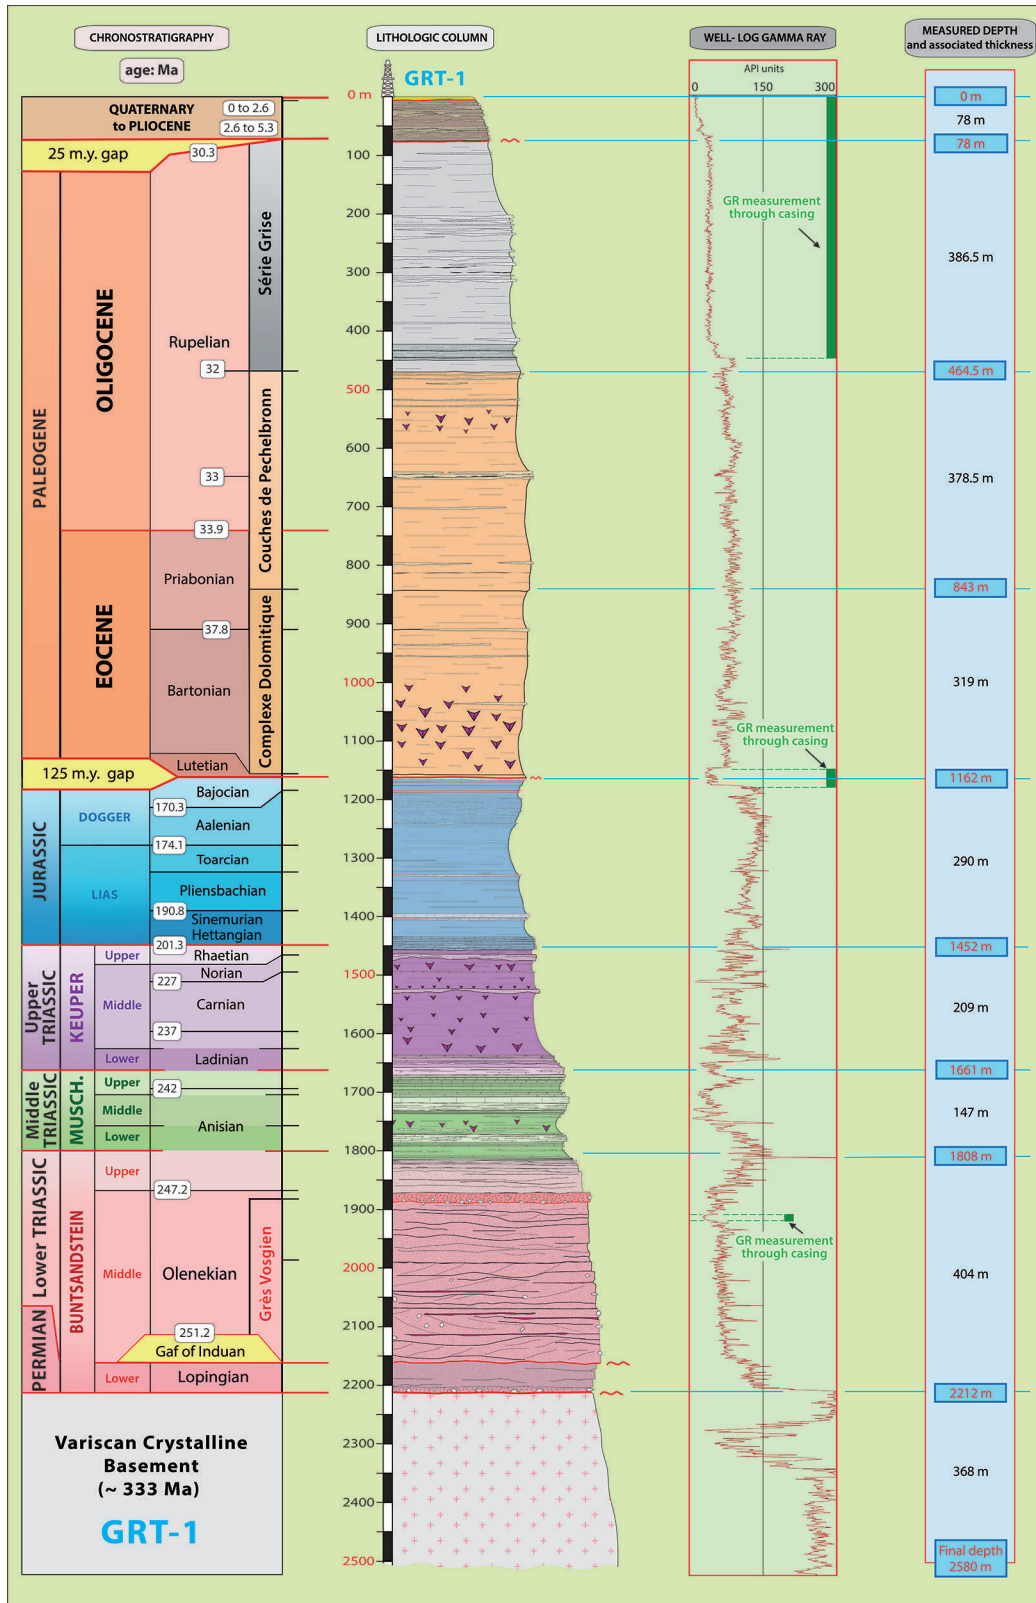 CHRONOSTRATIGRAPHY
age: Ma
LITHOLOGIC COLUMN
GRT-1
WELL- LOG GAMMA RAY
API units
0
150
300
MEASURED DEPTH
and associated thickness
QUATERNARY
to PLIOCENE
0 to 2.6
2.6 to 5.3
25 m.y. gap
30.3
PALEOGENE
OLIGOCENE
Rupelian
32
33
33.9
EOCENE
Priabonian
37.8
Bartonian
Lutetian
Série Grise
Couches de Pechelbronn
Complexe Dolomitique
125 m.y. gap
JURASSIC
DOGGER
Bajocian
170.3
Aalenian
174.1
LIAS
Toarcian
Pliensbachian
190.8
Sinemurian
Hettangian
201.3
Upper
TRIASSIC
KEUPER
Upper
Rhaetian
Norian
227
Middle
Carnian
237
Lower
Ladinian
Middle
TRIASSIC
MUSCH.
Upper
242
Middle
Anisian
Lower
Lower TRIASSIC
BUNTSANDSTEIN
Upper
247.2
Middle
Olenekian
Grès Vosgien
251.2
Gaf of Induan
PERMIAN
Lower
Lopingian
Variscan Crystalline
Basement
(~ 333 Ma)
GRT-1
0 m
100
200
300
400
500
600
700
800
900
1000
1100
1200
1300
1400
1500
1600
1700
1800
1900
2000
2100
2200
2300
2400
2500
GR measurement
through casing
GR measurement
through casing
GR measurement
through casing
0 m
78 m
78 m
386.5 m
464.5 m
378.5 m
843 m
319 m
1162 m
290 m
1452 m
209 m
1661 m
147 m
1808 m
404 m
2212 m
368 m
Final depth
2580 m